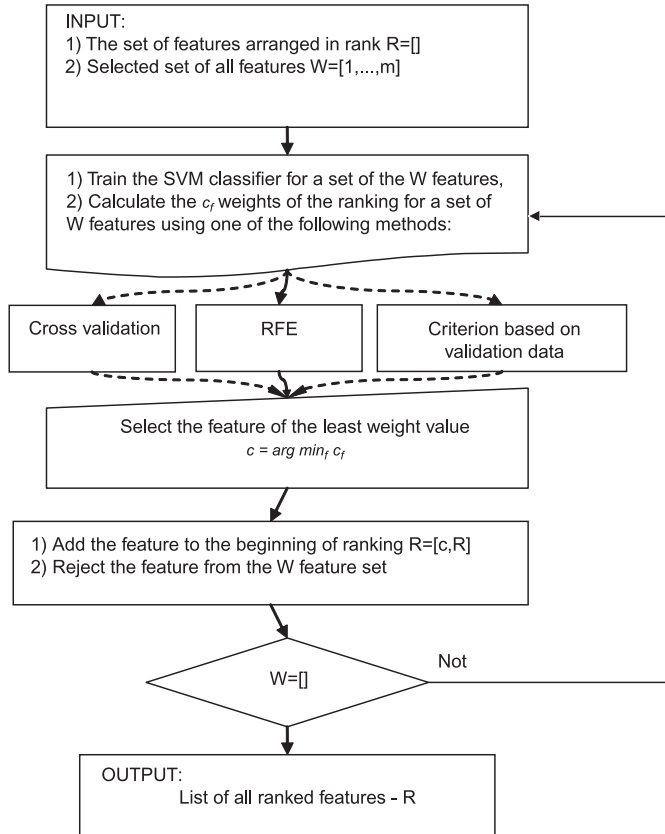 INPUT:
1) The set of features arranged in rank R=[]
2) Selected set of all features W=[1,...,m]
1) Train the SVM classifier for a set of the W features,
2) Calculate the cf weights of the ranking for a set of
W features using one of the following methods:
Cross validation
RFE
Criterion based on
validation data
Select the feature of the least weight value
c = arg minf cf
1) Add the feature to the beginning of ranking R=[c,R]
2) Reject the feature from the W feature set
W=[]
Not
OUTPUT:
List of all ranked features - R